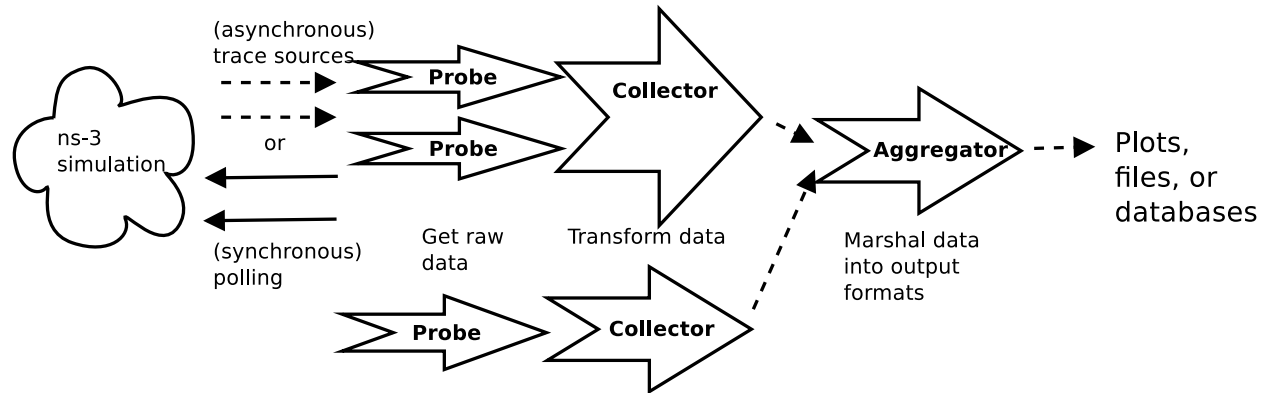 (asynchronous)
trace sources
Probe
Collector
ns-3
simulation
or
Probe
Aggregator
Plots,
files, or
databases
(synchronous)
polling
Get raw
data
Transform data
Marshal data
into output
formats
Probe
Collector